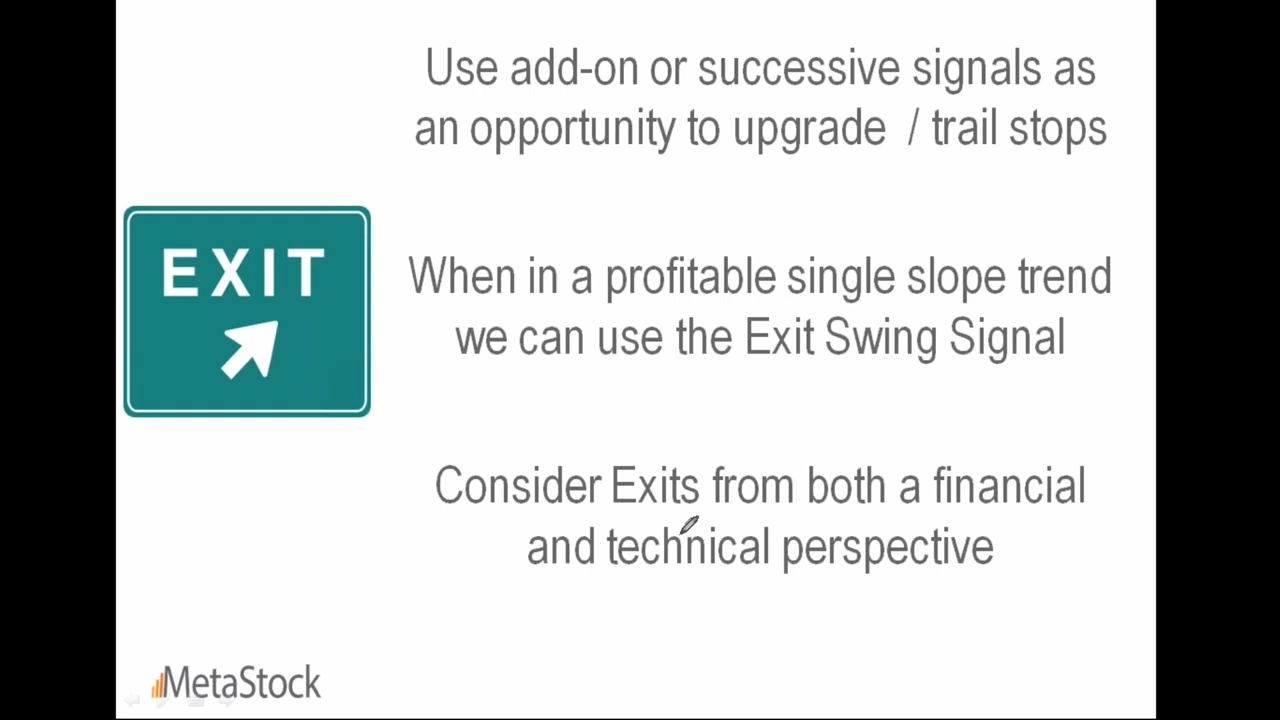 Use add-on or successive signals as
an opportunity to upgrade / trail stops
EXIT
When in a profitable single slope trend
we can use the Exit Swing Signal
Consider Exits from both a financial
and technical perspective
MetaStock